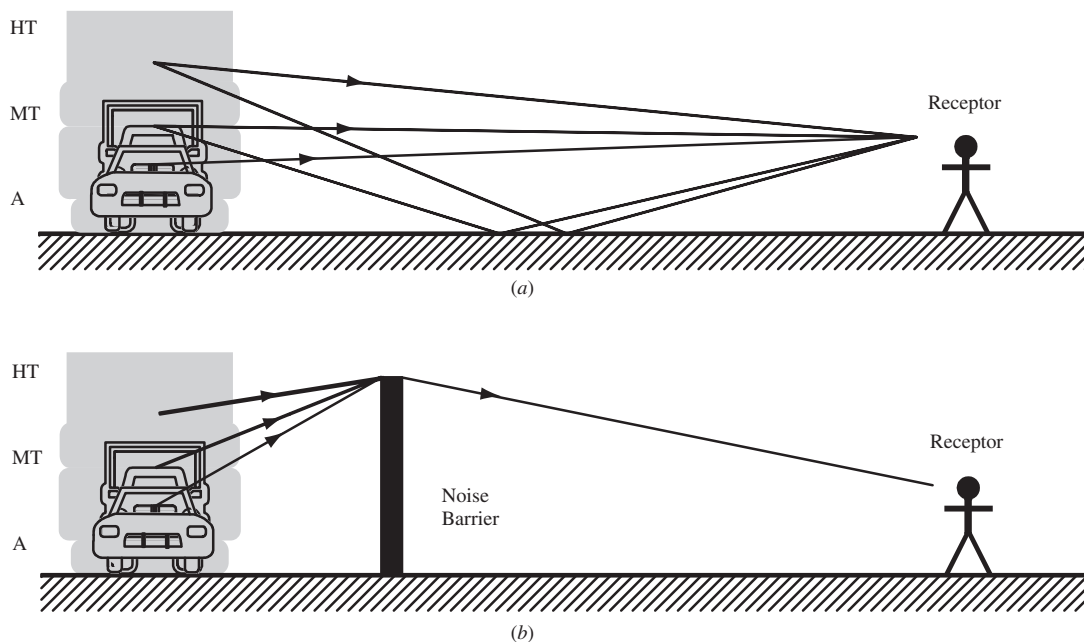 HT
MT
A
Receptor
(a)
HT
MT
A
Noise
Barrier
Receptor
(b)